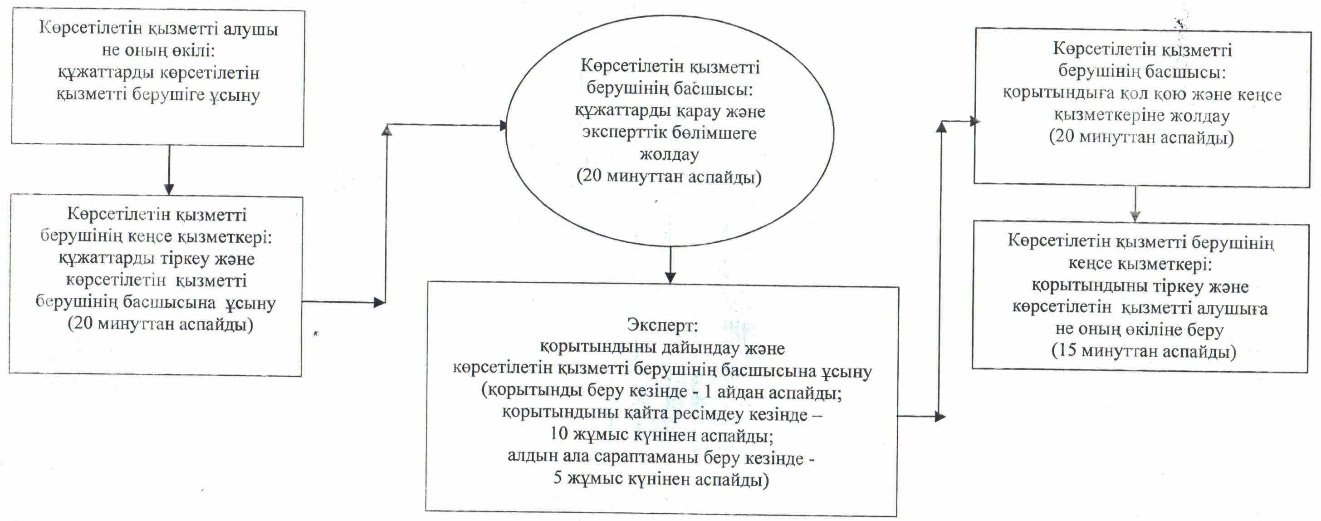 Көрсетілетін қызметті алушы
не оның өкілі:
құжаттарды көрсетілетін
қызметті берушіге ұсыну
Көрсетілетін қызметті
берушінің кеңсе қызметкері:
құжаттарды тіркеу және
көрсетілетін қызметті
берушінің басшысына ұсыну
(20 минуттан аспайды)
Көрсетілетін қызметті
берушінің басшысы:
құжаттарды қарау және
эксперттік бөлімшеге
жолдау
(20 минуттан аспайды)
Эксперт:
қорытындыны дайындау және
көрсетілетін қызметті берушінің басшысына ұсыну
(қорытынды беру кезінде - 1 айдан аспайды;
қорытындыны қайта ресімдеу кезінде –
10 жұмыс күнінен аспайды;
алдын ала сараптаманы беру кезінде -
5 жұмыс күнінен аспайды)
Көрсетілетін қызметті
берушінің басшысы:
қорытындыға қол қою және кеңсе
қызметкеріне жолдау
(20 минуттан аспайды)
Көрсетілетін қызметті берушінің
кеңсе қызметкері:
қорытындыны тіркеу және
көрсетілетін қызметті алушыға
не оның өкіліне беру
(15 минуттан аспайды)